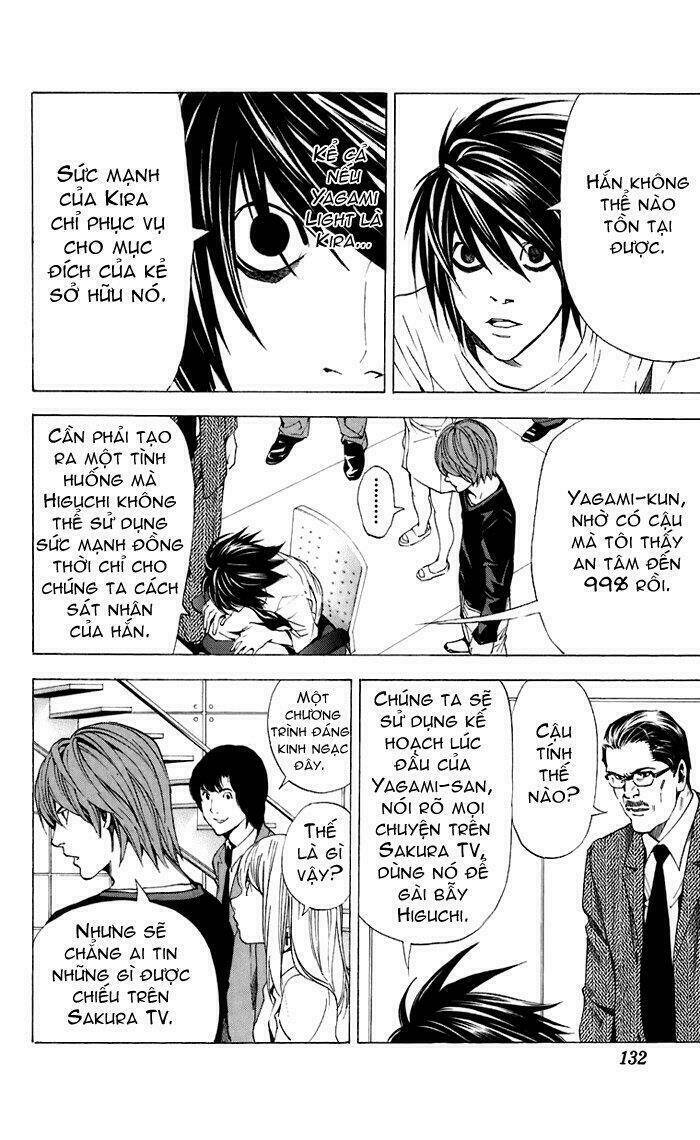 HẮN KHÔNG
THỂ NÀO
TỒN TẠI
ĐƯỢC.
KỂ CẢ
NẾU
YAGAMI
LIGHT LÀ
KIRA...
SỨC MẠNH
CỦA KIRA
CHỈ PHỤC VỤ
CHO MỤC
ĐÍCH CỦA KẺ
SỞ HỮU NÓ.
YAGAMI-KUN,
NHỜ CÓ CẬU
MÀ TÔI THẤY
AN TÂM ĐẾN
99% RỒI.
........
CẦN PHẢI TẠO
RA MỘT TÌNH
HUỐNG MÀ
HIGUCHI KHÔNG
THỂ SỬ DỤNG
SỨC MẠNH ĐỒNG
THỜI CHỈ CHO
CHÚNG TA CÁCH
SÁT NHÂN
CỦA HẮN.
CẬU
TÍNH
THẾ
NÀO?
CHÚNG TA SẼ
SỬ DỤNG KẾ
HOẠCH LÚC
ĐẦU CỦA
YAGAMI-SAN,
NÓI RÕ MỌI
CHUYỆN TRÊN
SAKURA TV,
DÙNG NÓ ĐỂ
GÀI BẪY
HIGUCHI.
MỘT
CHƯƠNG
TRÌNH ĐÁNG
KINH NGẠC
ĐÂY.
THẾ
LÀ GÌ
VẬY?
NHƯNG SẼ
CHẲNG AI TIN
NHỮNG GÌ ĐƯỢC
CHIẾU TRÊN
SAKURA TV.
132